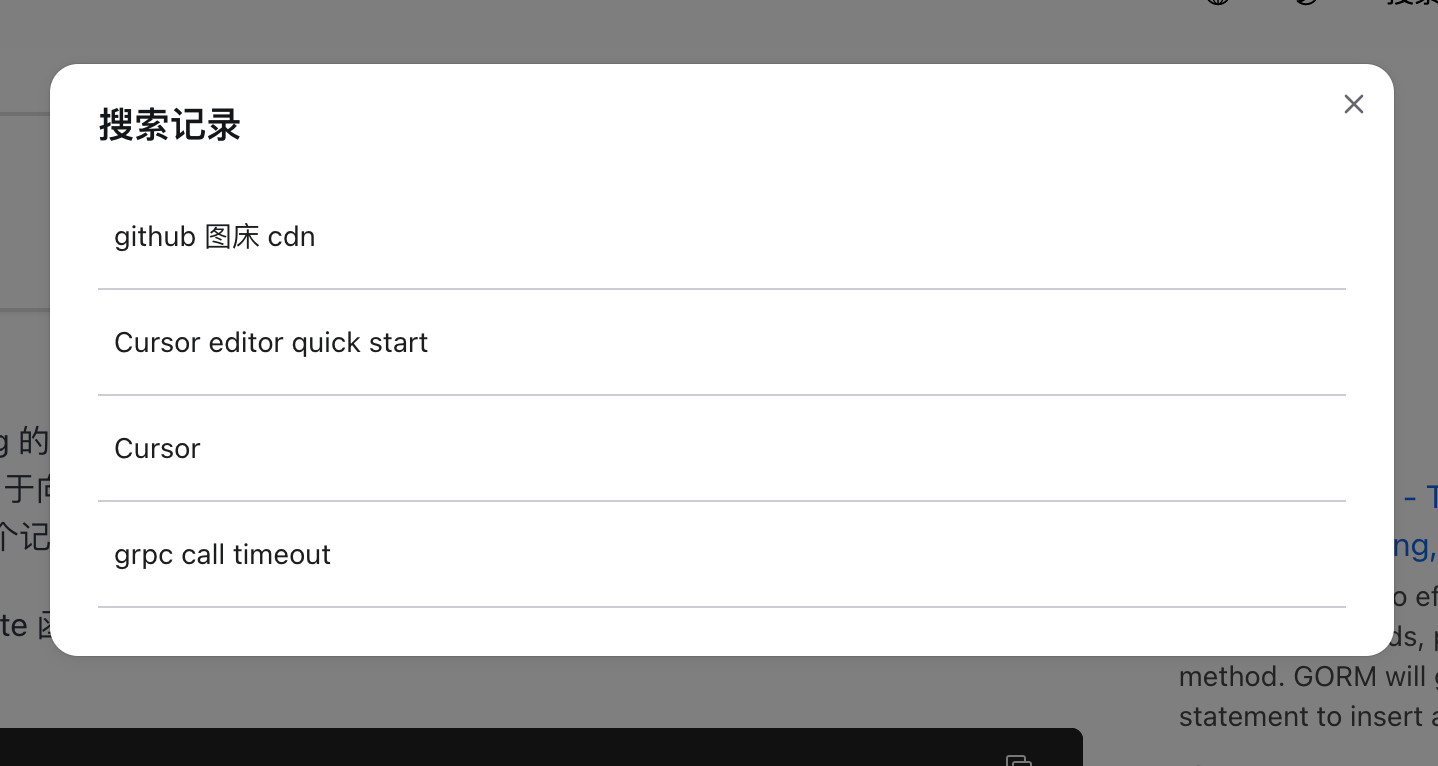 搜索记录
github 图床 cdn
Cursor editor quick start
Cursor
grpc call timeout
g 的
于向
个记
te 函
- T
ng,
o ef
ds, p
method. GORM will g
statement to insert a